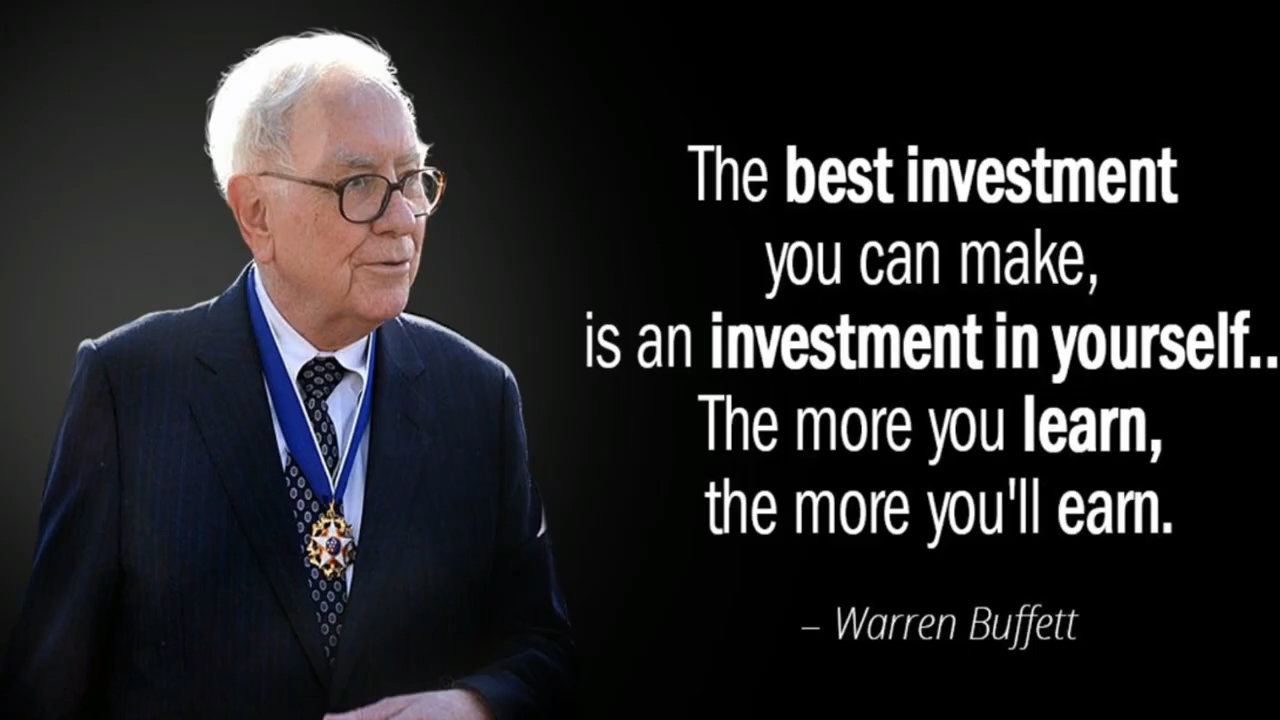 The best investment
you can make,
is an investment in yourself..
The more you learn,
the more you'll earn.
– Warren Buffett